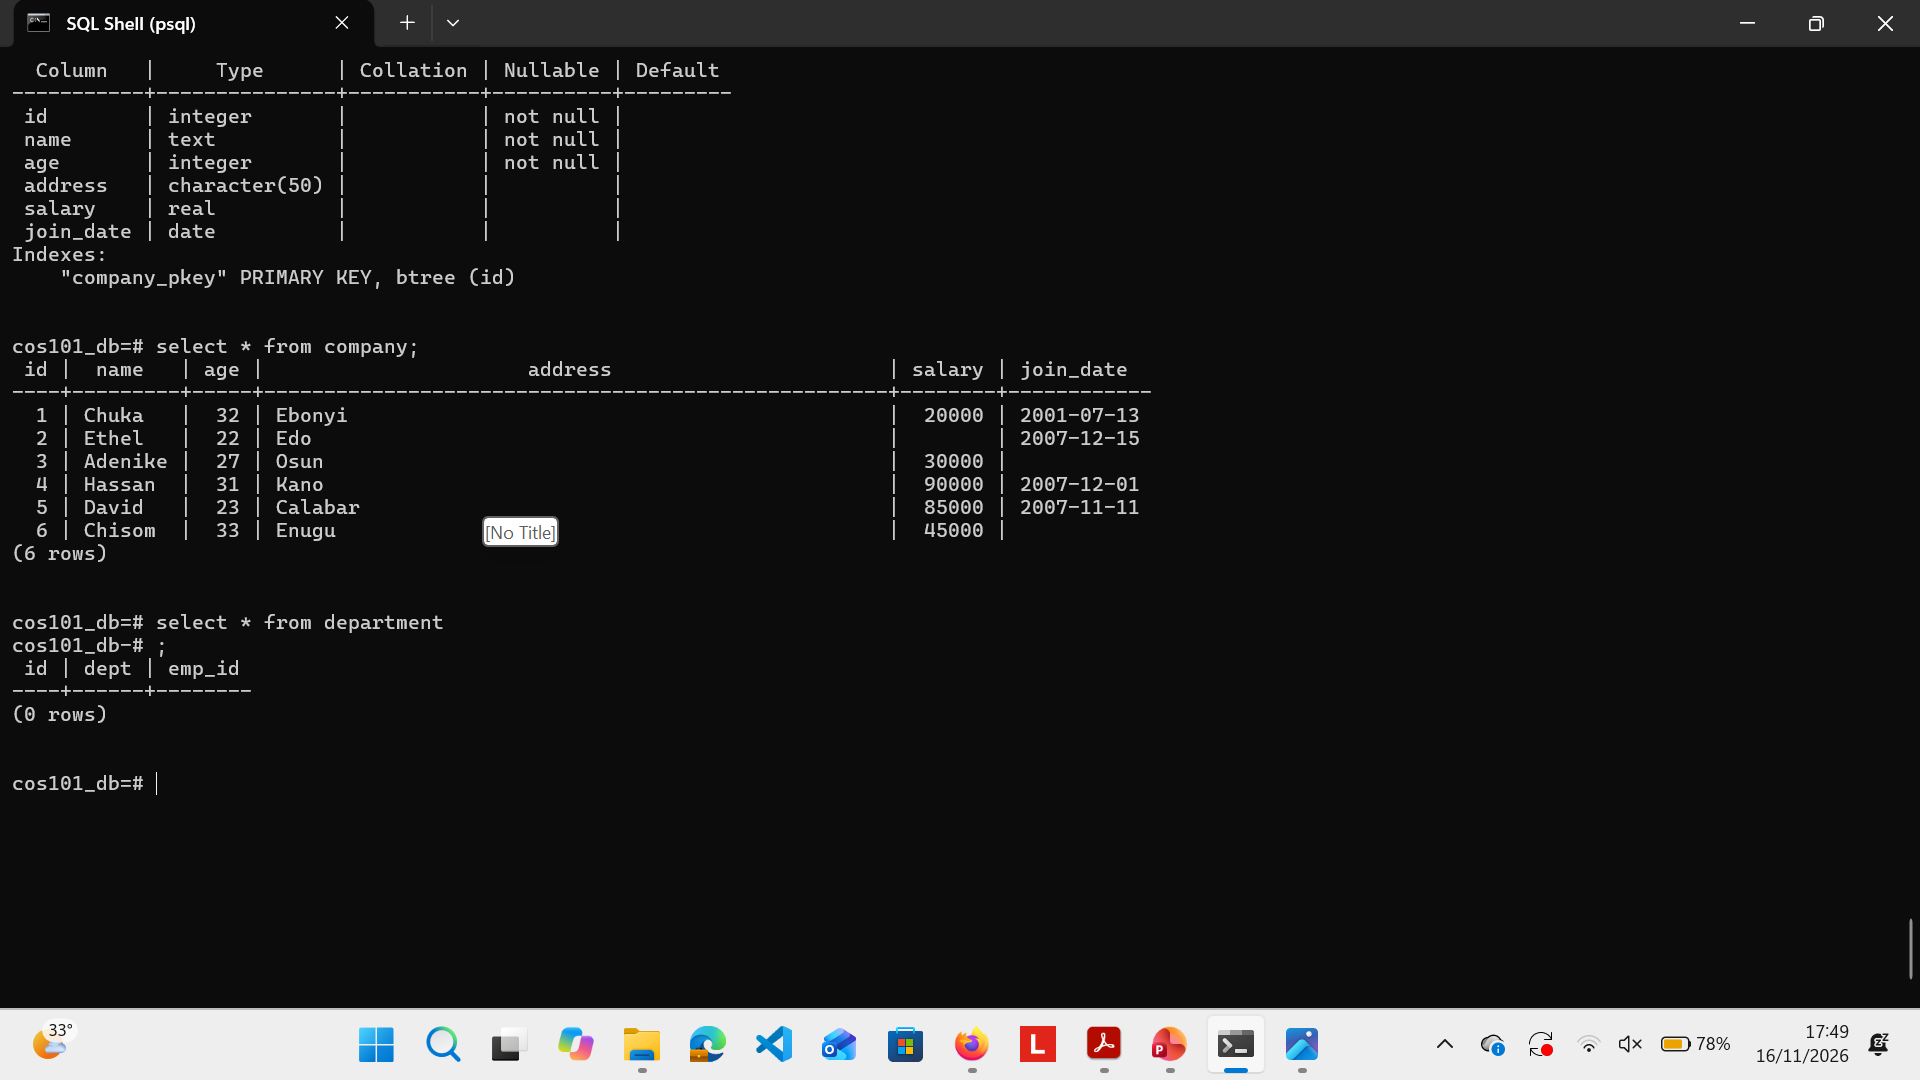 SQL Shell (psql)
  Column   |     Type      | Collation | Nullable | Default
-----------+---------------+-----------+----------+---------
 id        | integer       |           | not null |
 name      | text          |           | not null |
 age       | integer       |           | not null |
 address   | character(50) |           |          |
 salary    | real          |           |          |
 join_date | date          |           |          |
Indexes:
    "company_pkey" PRIMARY KEY, btree (id)
cos101_db=# select * from company;
 id |  name   | age |                      address                       | salary | join_date
----+---------+-----+----------------------------------------------------+--------+------------
  1 | Chuka   |  32 | Ebonyi                                             |  20000 | 2001-07-13
  2 | Ethel   |  22 | Edo                                                |        | 2007-12-15
  3 | Adenike |  27 | Osun                                               |  30000 |
  4 | Hassan  |  31 | Kano                                               |  90000 | 2007-12-01
  5 | David   |  23 | Calabar                                            |  85000 | 2007-11-11
  6 | Chisom  |  33 | Enugu                                              |  45000 |
[No Title]
(6 rows)
cos101_db=# select * from department
cos101_db-# ;
 id | dept | emp_id
----+------+--------
(0 rows)
cos101_db=#
33°
78%
17:49
16/11/2026